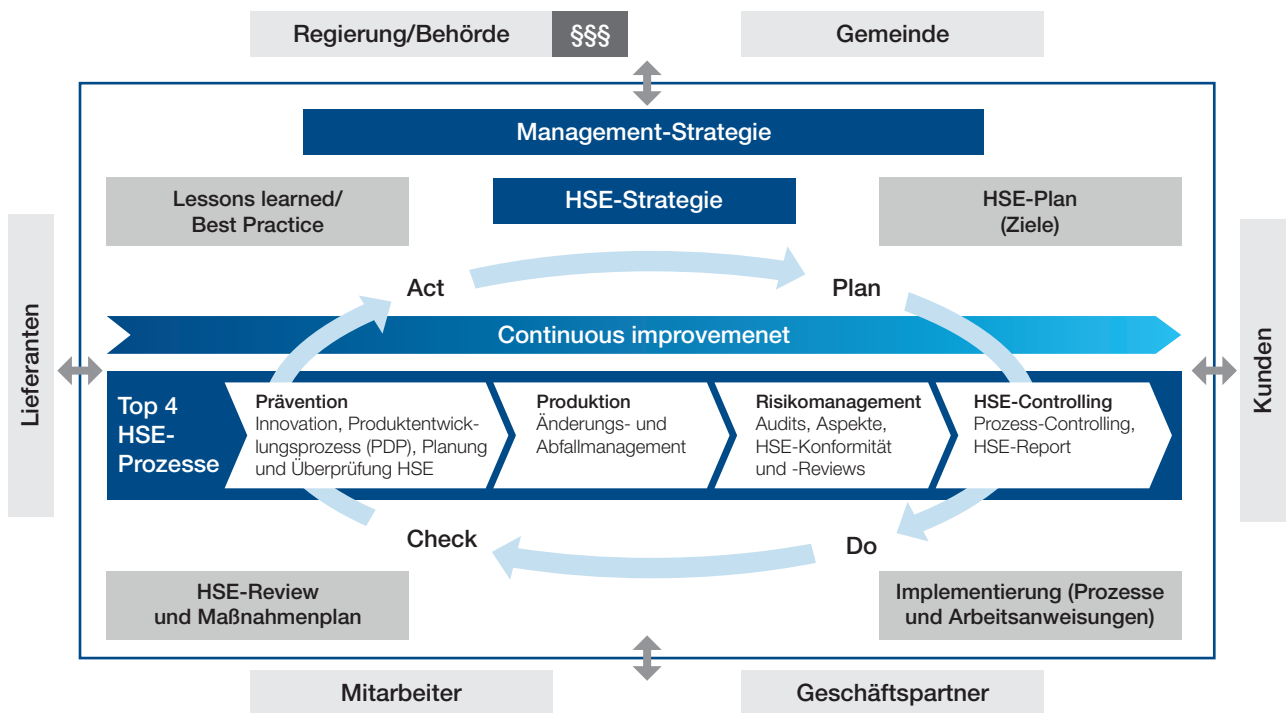 Regierung/Behörde
§§§
Gemeinde
Management-Strategie
Lessons learned/
Best Practice
HSE-Strategie
HSE-Plan
(Ziele)
Act
Plan
Lieferanten
Kunden
Continuous improvemenet
Top 4
HSE-
Prozesse
Prävention
Innovation, Produktentwick-
lungsprozess (PDP), Planung
und Überprüfung HSE
Produktion
Änderungs- und
Abfallmanagement
Risikomanagement
Audits, Aspekte,
HSE-Konformität
und -Reviews
HSE-Controlling
Prozess-Controlling,
HSE-Report
Check
Do
HSE-Review
und Maßnahmenplan
Implementierung (Prozesse
und Arbeitsanweisungen)
Mitarbeiter
Geschäftspartner